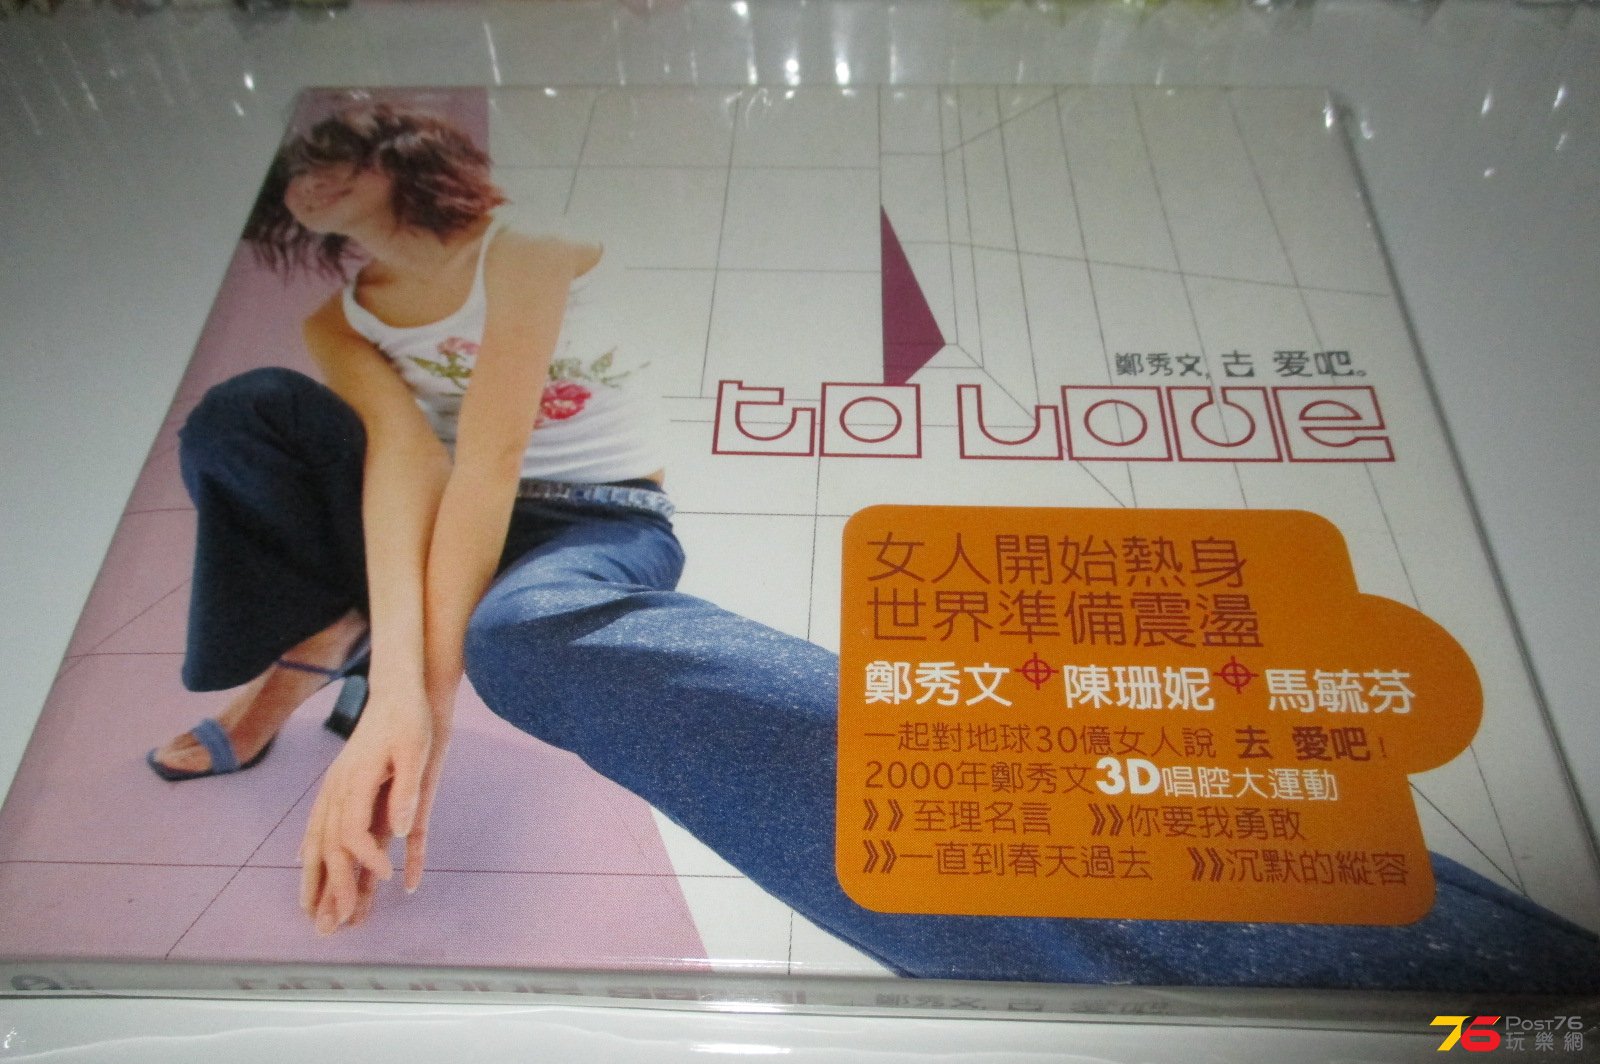 鄭秀文, 去 愛吧。
to Love
女人開始熱身
世界準備震盪
鄭秀文 陳珊妮 馬毓芬
一起對地球30億女人說 去 愛吧!
2000年鄭秀文3D唱腔大運動
》》至理名言 》》你要我勇敢
》》一直到春天過去 》》沉默的縱容
鄭秀文
76 POST76
玩樂網